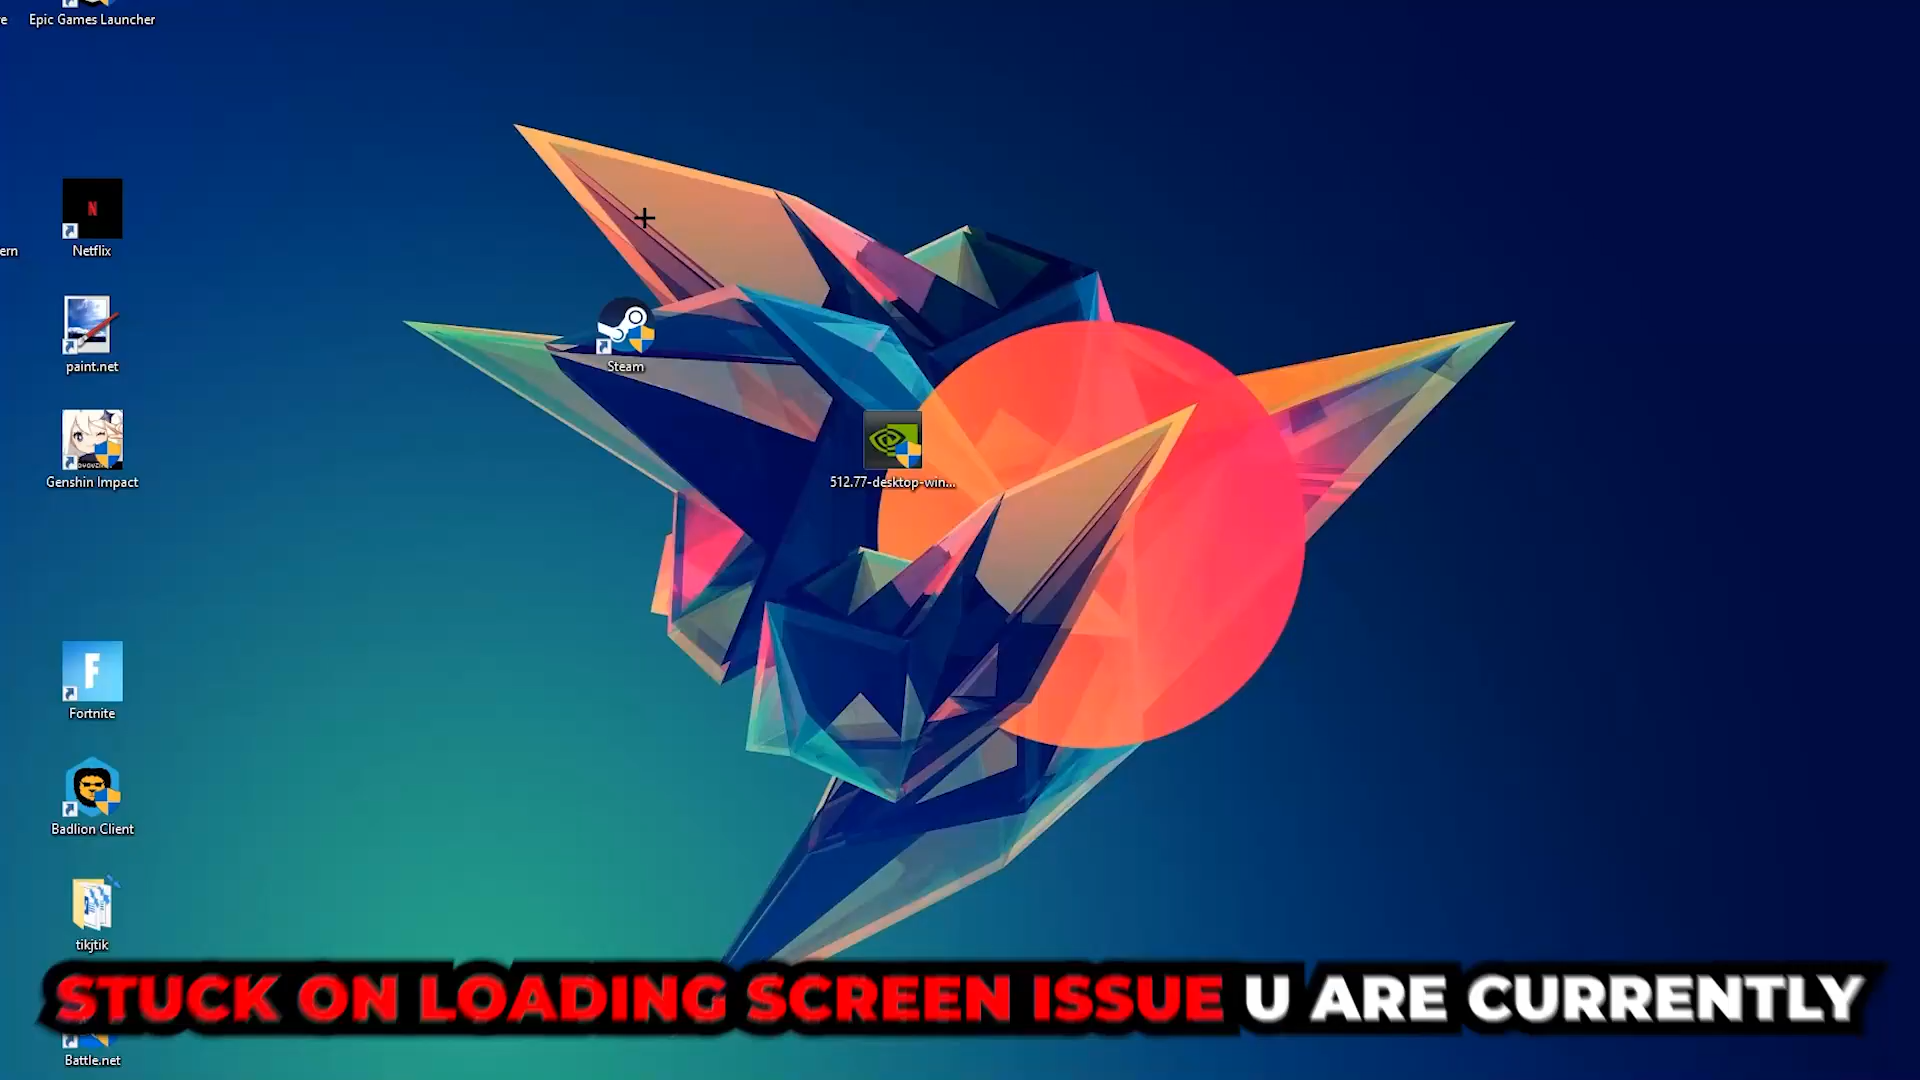 Epic Games Launcher
Netflix
ern
paint.net
Steam
Genshin Impact
512.77-desktop-win...
F
Fortnite
Badlion Client
tikjtik
STUCK ON LOADING SCREEN ISSUE U ARE CURRENTLY
Battle.net